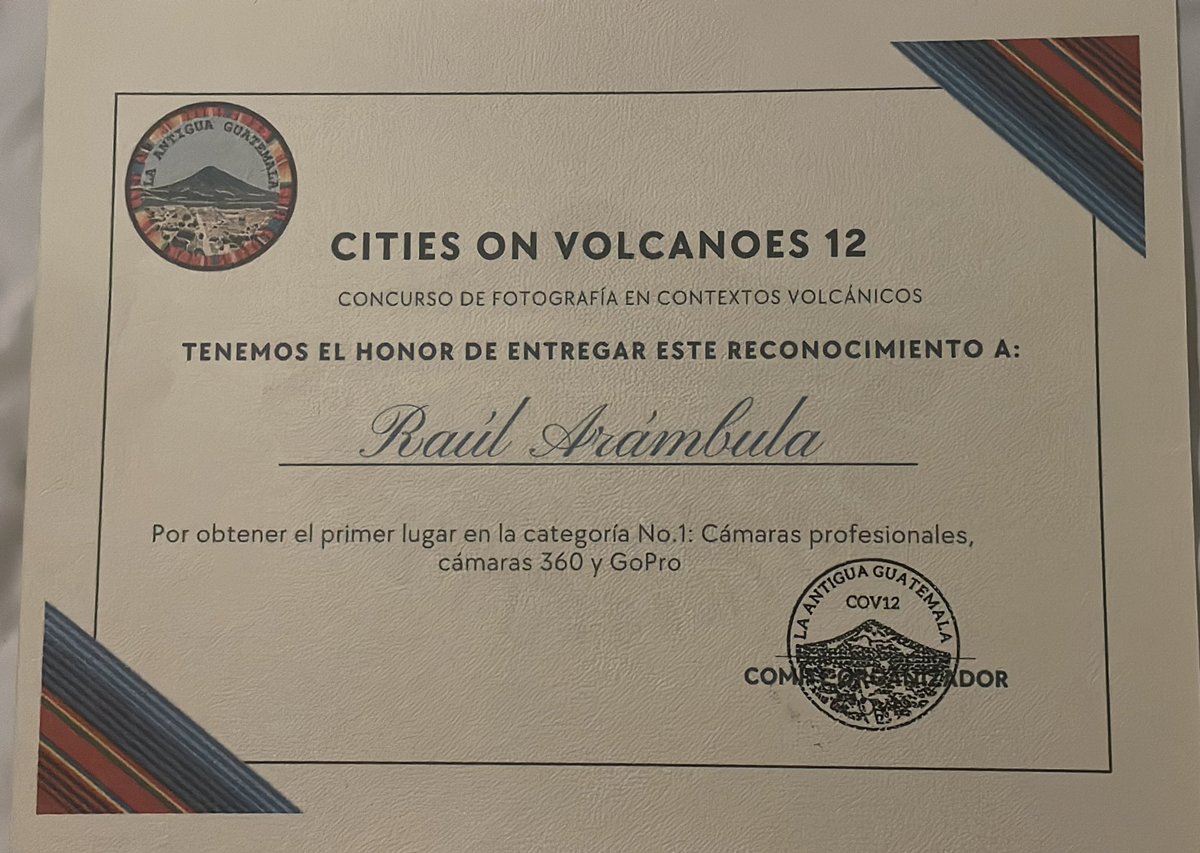 LA ANTIGUA GUATEMALA
CITIES ON VOLCANOES 12
CONCURSO DE FOTOGRAFÍA EN CONTEXTOS VOLCÁNICOS
TENEMOS EL HONOR DE ENTREGAR ESTE RECONOCIMIENTO A:
Raúl Arámbula
Por obtener el primer lugar en la categoría No.1: Cámaras profesionales,
cámaras 360 y GoPro
LA ANTIGUA GUATEMALA
COV12
COMITÉ ORGANIZADOR